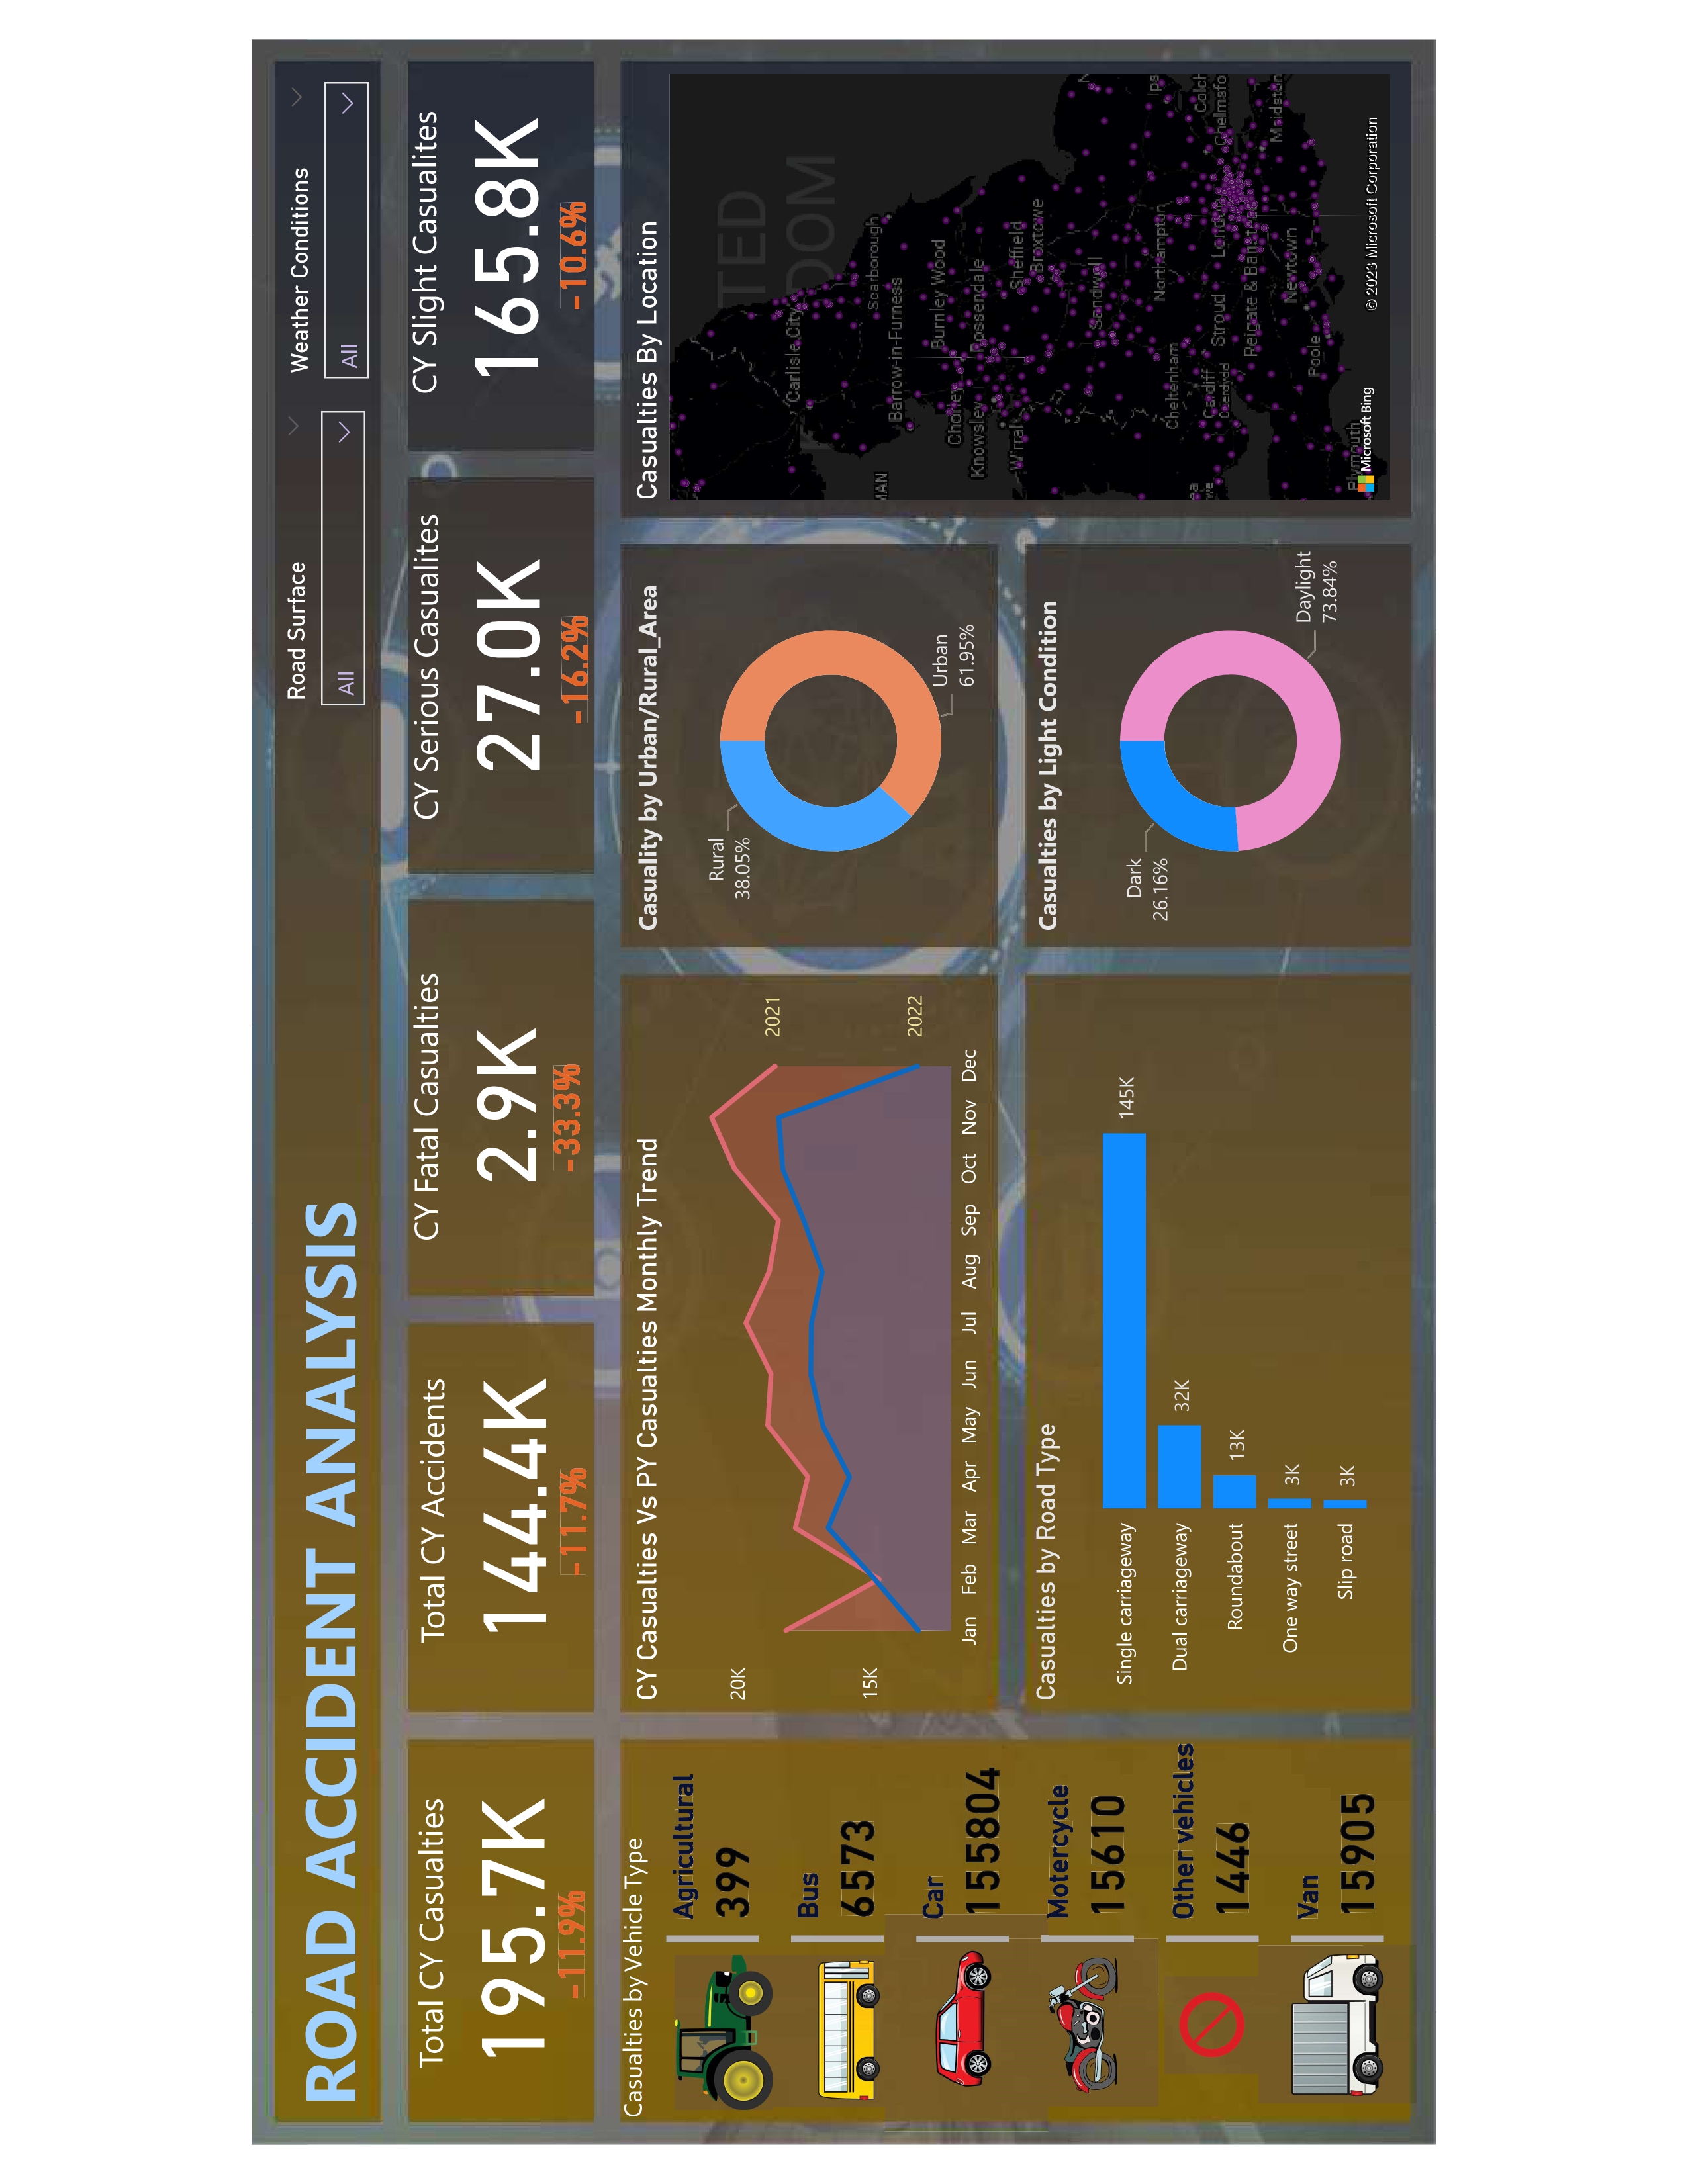 ROAD ACCIDENT ANALYSIS
Road Surface
All
Weather Conditions
All
Total CY Casualties
195.7K
-11.9%
Total CY Accidents
144.4K
-11.7%
CY Fatal Casualties
2.9K
-33.3%
CY Serious Casualites
27.0K
-16.2%
CY Slight Casualites
165.8K
-10.6%
Casualties by Vehicle Type
Agricultural
399
Bus
6573
Car
155804
Motercycle
15610
Other vehicles
1446
Van
15905
CY Casualties Vs PY Casualties Monthly Trend
20K
15K
2021
2022
Jan Feb Mar Apr May Jun Jul Aug Sep Oct Nov Dec
Casualties by Road Type
Single carriageway 145K
Dual carriageway 32K
Roundabout 13K
One way street 3K
Slip road 3K
Casuality by Urban/Rural_Area
Rural
38.05%
Urban
61.95%
Casualties by Light Condition
Dark
26.16%
Daylight
73.84%
Casualties By Location
Carlisle City
Scarborough
Barrow-in-Furness
Burnley Wood
Chorley
Rossendale
Knowsley
Sheffield
Wirral
Broxtowe
Sandwell
Northampton
Cheltenham
Stroud
Cardiff
Reigate & Banstead
Newtown
Poole
Plymouth
Microsoft Bing
© 2023 Microsoft Corporation